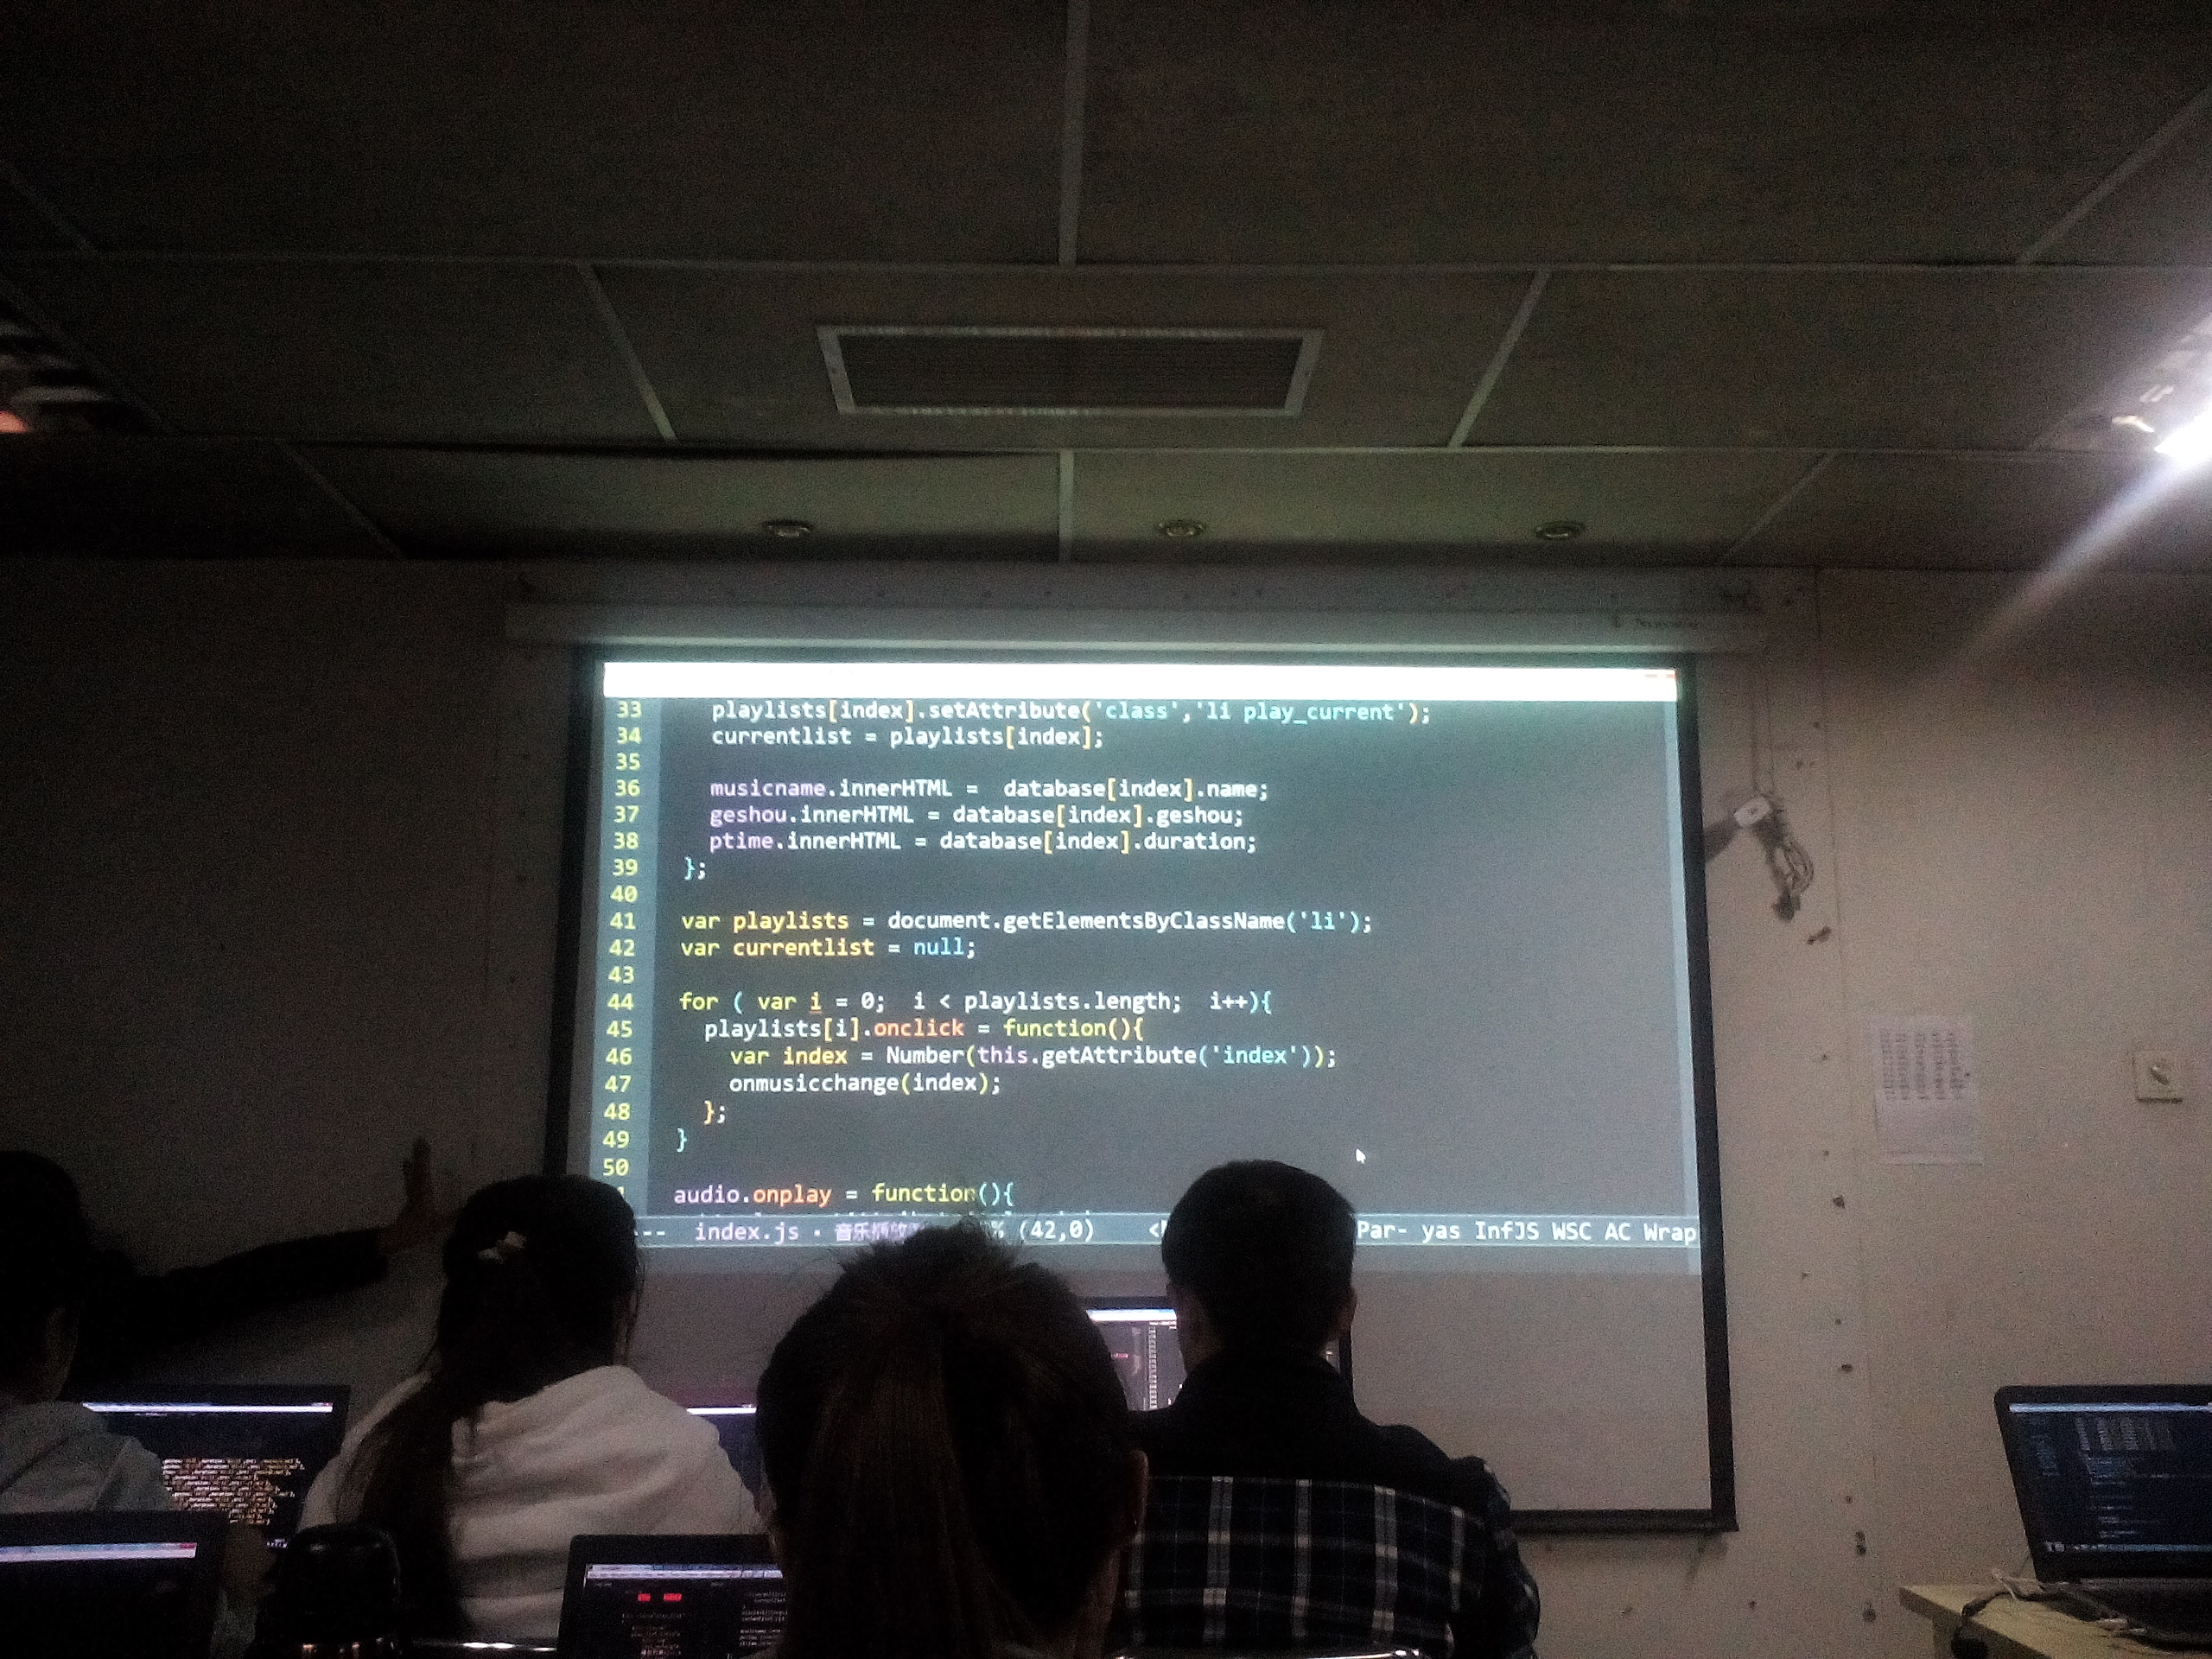 33 playlists[index].setAttribute('class','li play_current');
34 currentlist = playlists[index];
35
36 musicname.innerHTML =  database[index].name;
37 geshou.innerHTML = database[index].geshou;
38 ptime.innerHTML = database[index].duration;
39 };
40
41 var playlists = document.getElementsByClassName('li');
42 var currentlist = null;
43
44 for ( var i = 0;  i < playlists.length;  i++){
45 playlists[i].onclick = function(){
46 var index = Number(this.getAttribute('index'));
47 onmusicchange(index);
48 };
49 }
50
audio.onplay = function(){
index.js · 音乐播放 % (42,0) < Par- yas InfJS WSC AC Wrap